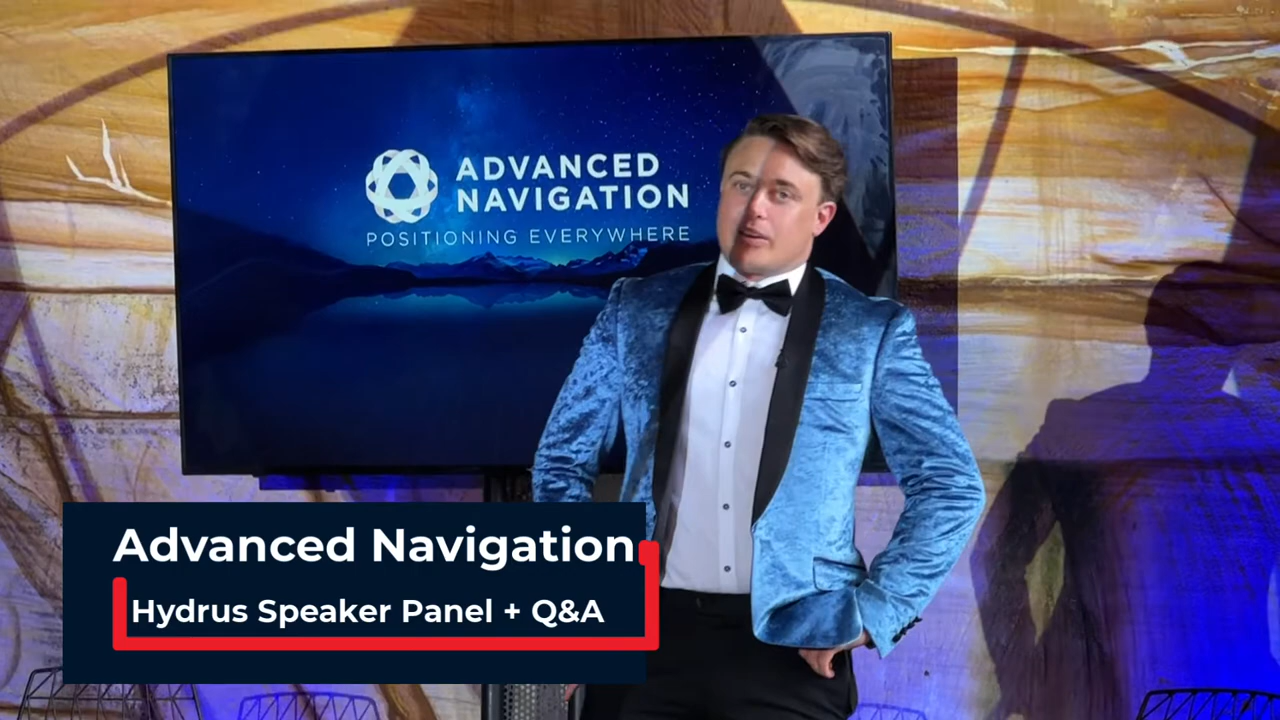 ADVANCED
NAVIGATION
POSITIONING EVERYWHERE
Advanced Navigation
Hydrus Speaker Panel + Q&A